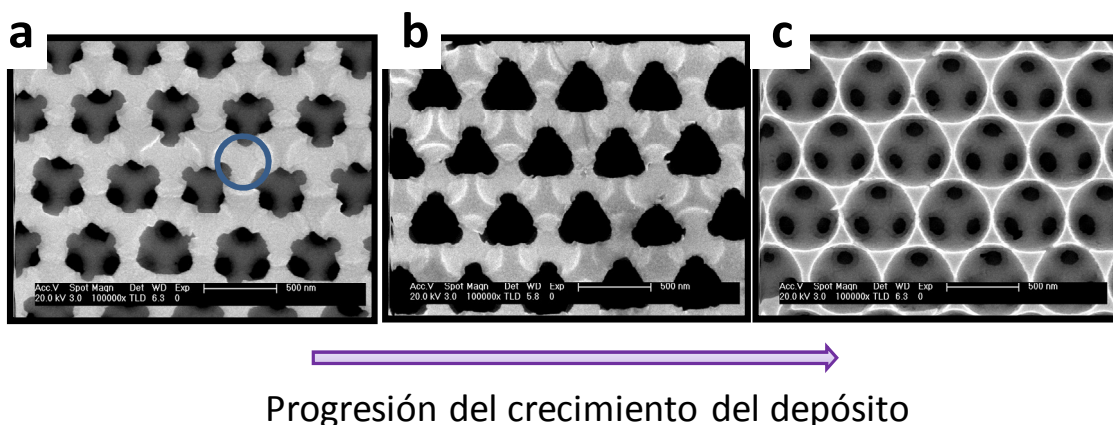 a
b
c
Acc.V Spot Magn Det WD Exp
20.0 kV 3.0 100000x TLD 6.3 0
500 nm
Acc.V Spot Magn Det WD Exp
20.0 kV 3.0 100000x TLD 5.8 0
500 nm
Acc.V Spot Magn Det WD Exp
20.0 kV 3.0 100000x TLD 6.3 0
500 nm
Progresión del crecimiento del depósito